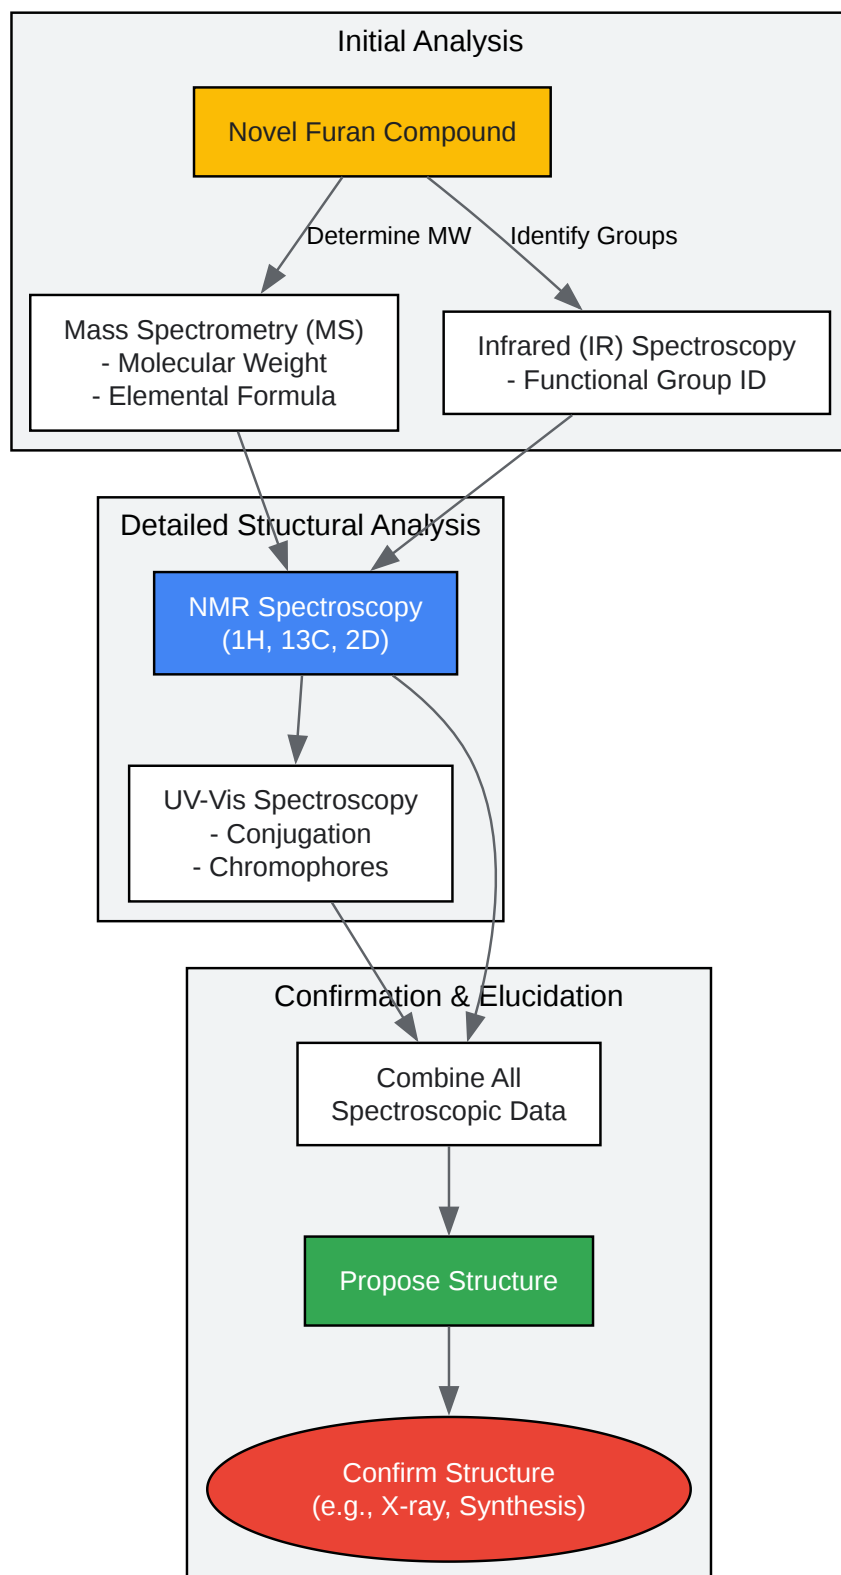 Initial Analysis
Novel Furan Compound
Determine MW
Identify Groups
Mass Spectrometry (MS)
- Molecular Weight
- Elemental Formula
Infrared (IR) Spectroscopy
- Functional Group ID
Detailed Structural Analysis
NMR Spectroscopy
(1H, 13C, 2D)
UV-Vis Spectroscopy
- Conjugation
- Chromophores
Confirmation & Elucidation
Combine All
Spectroscopic Data
Propose Structure
Confirm Structure
(e.g., X-ray, Synthesis)